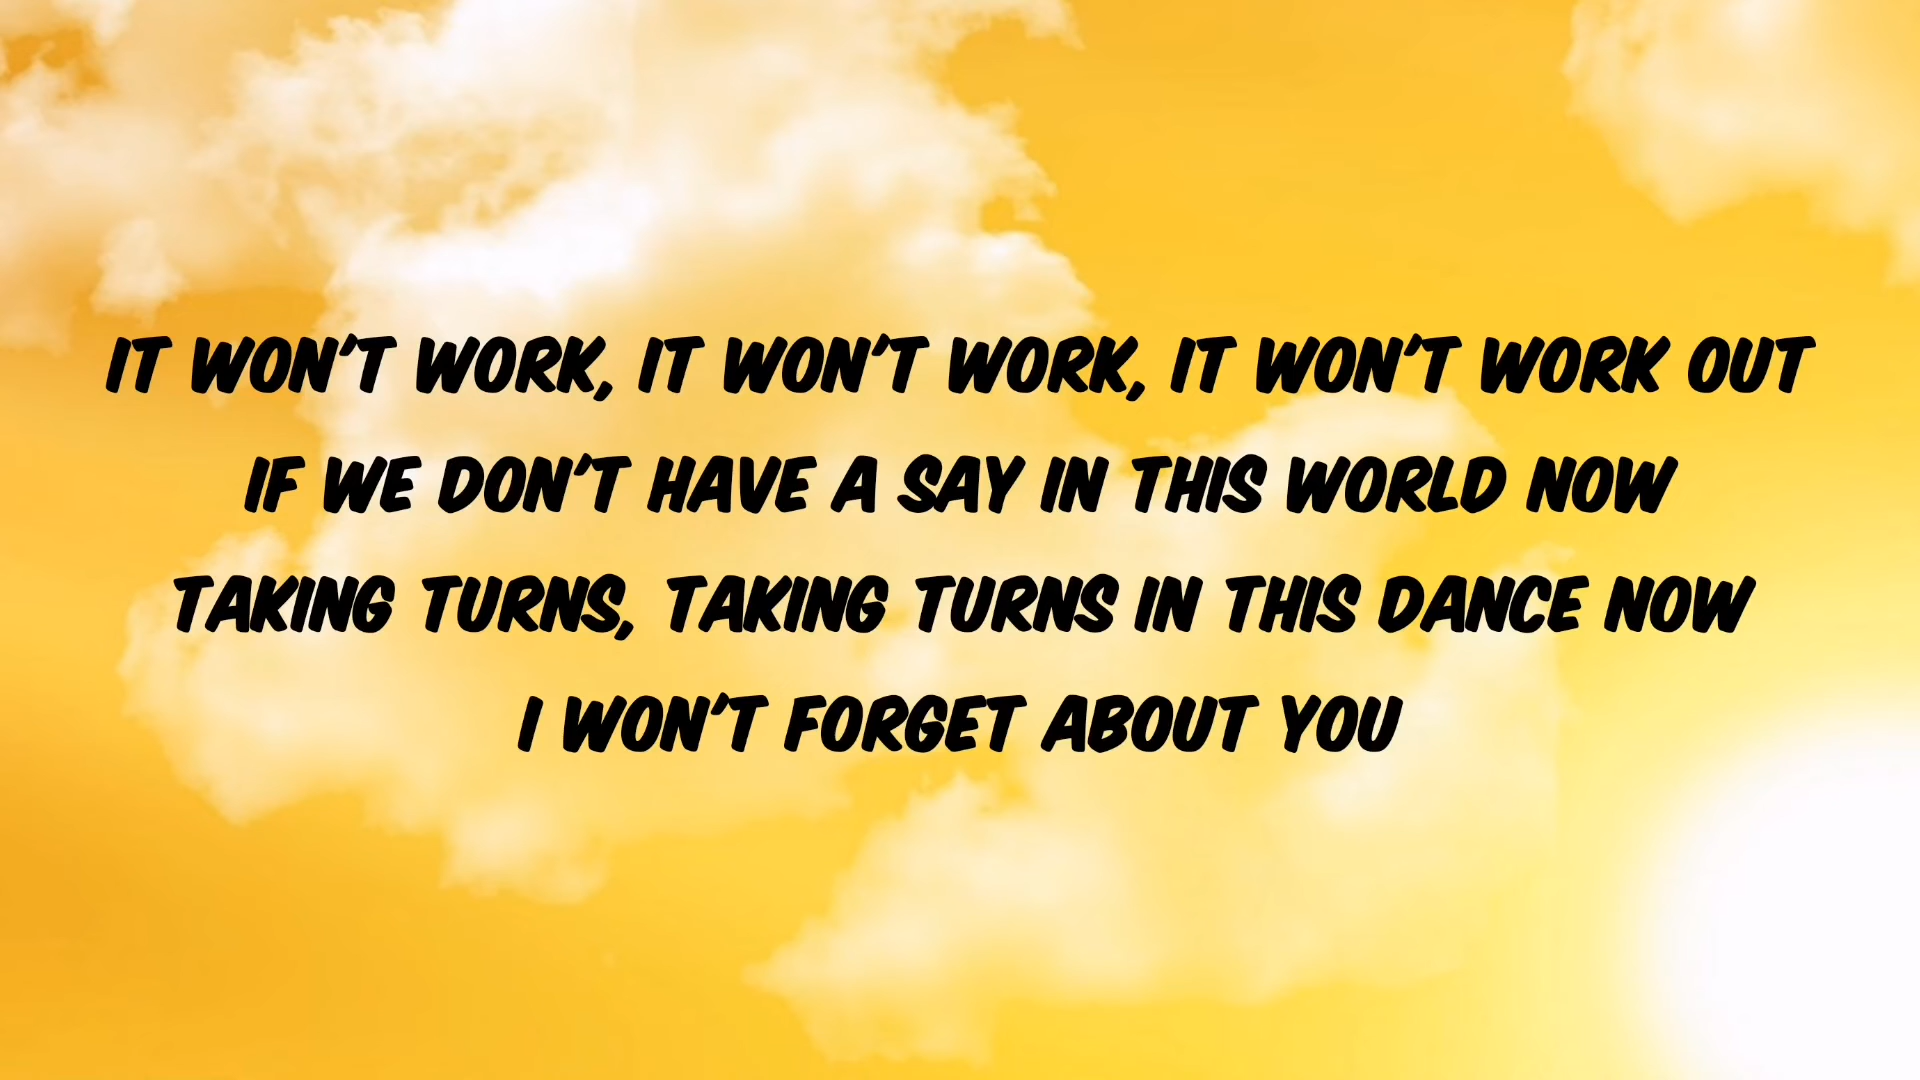 IT WON'T WORK, IT WON'T WORK, IT WON'T WORK OUT
IF WE DON'T HAVE A SAY IN THIS WORLD NOW
TAKING TURNS, TAKING TURNS IN THIS DANCE NOW
I WON'T FORGET ABOUT YOU